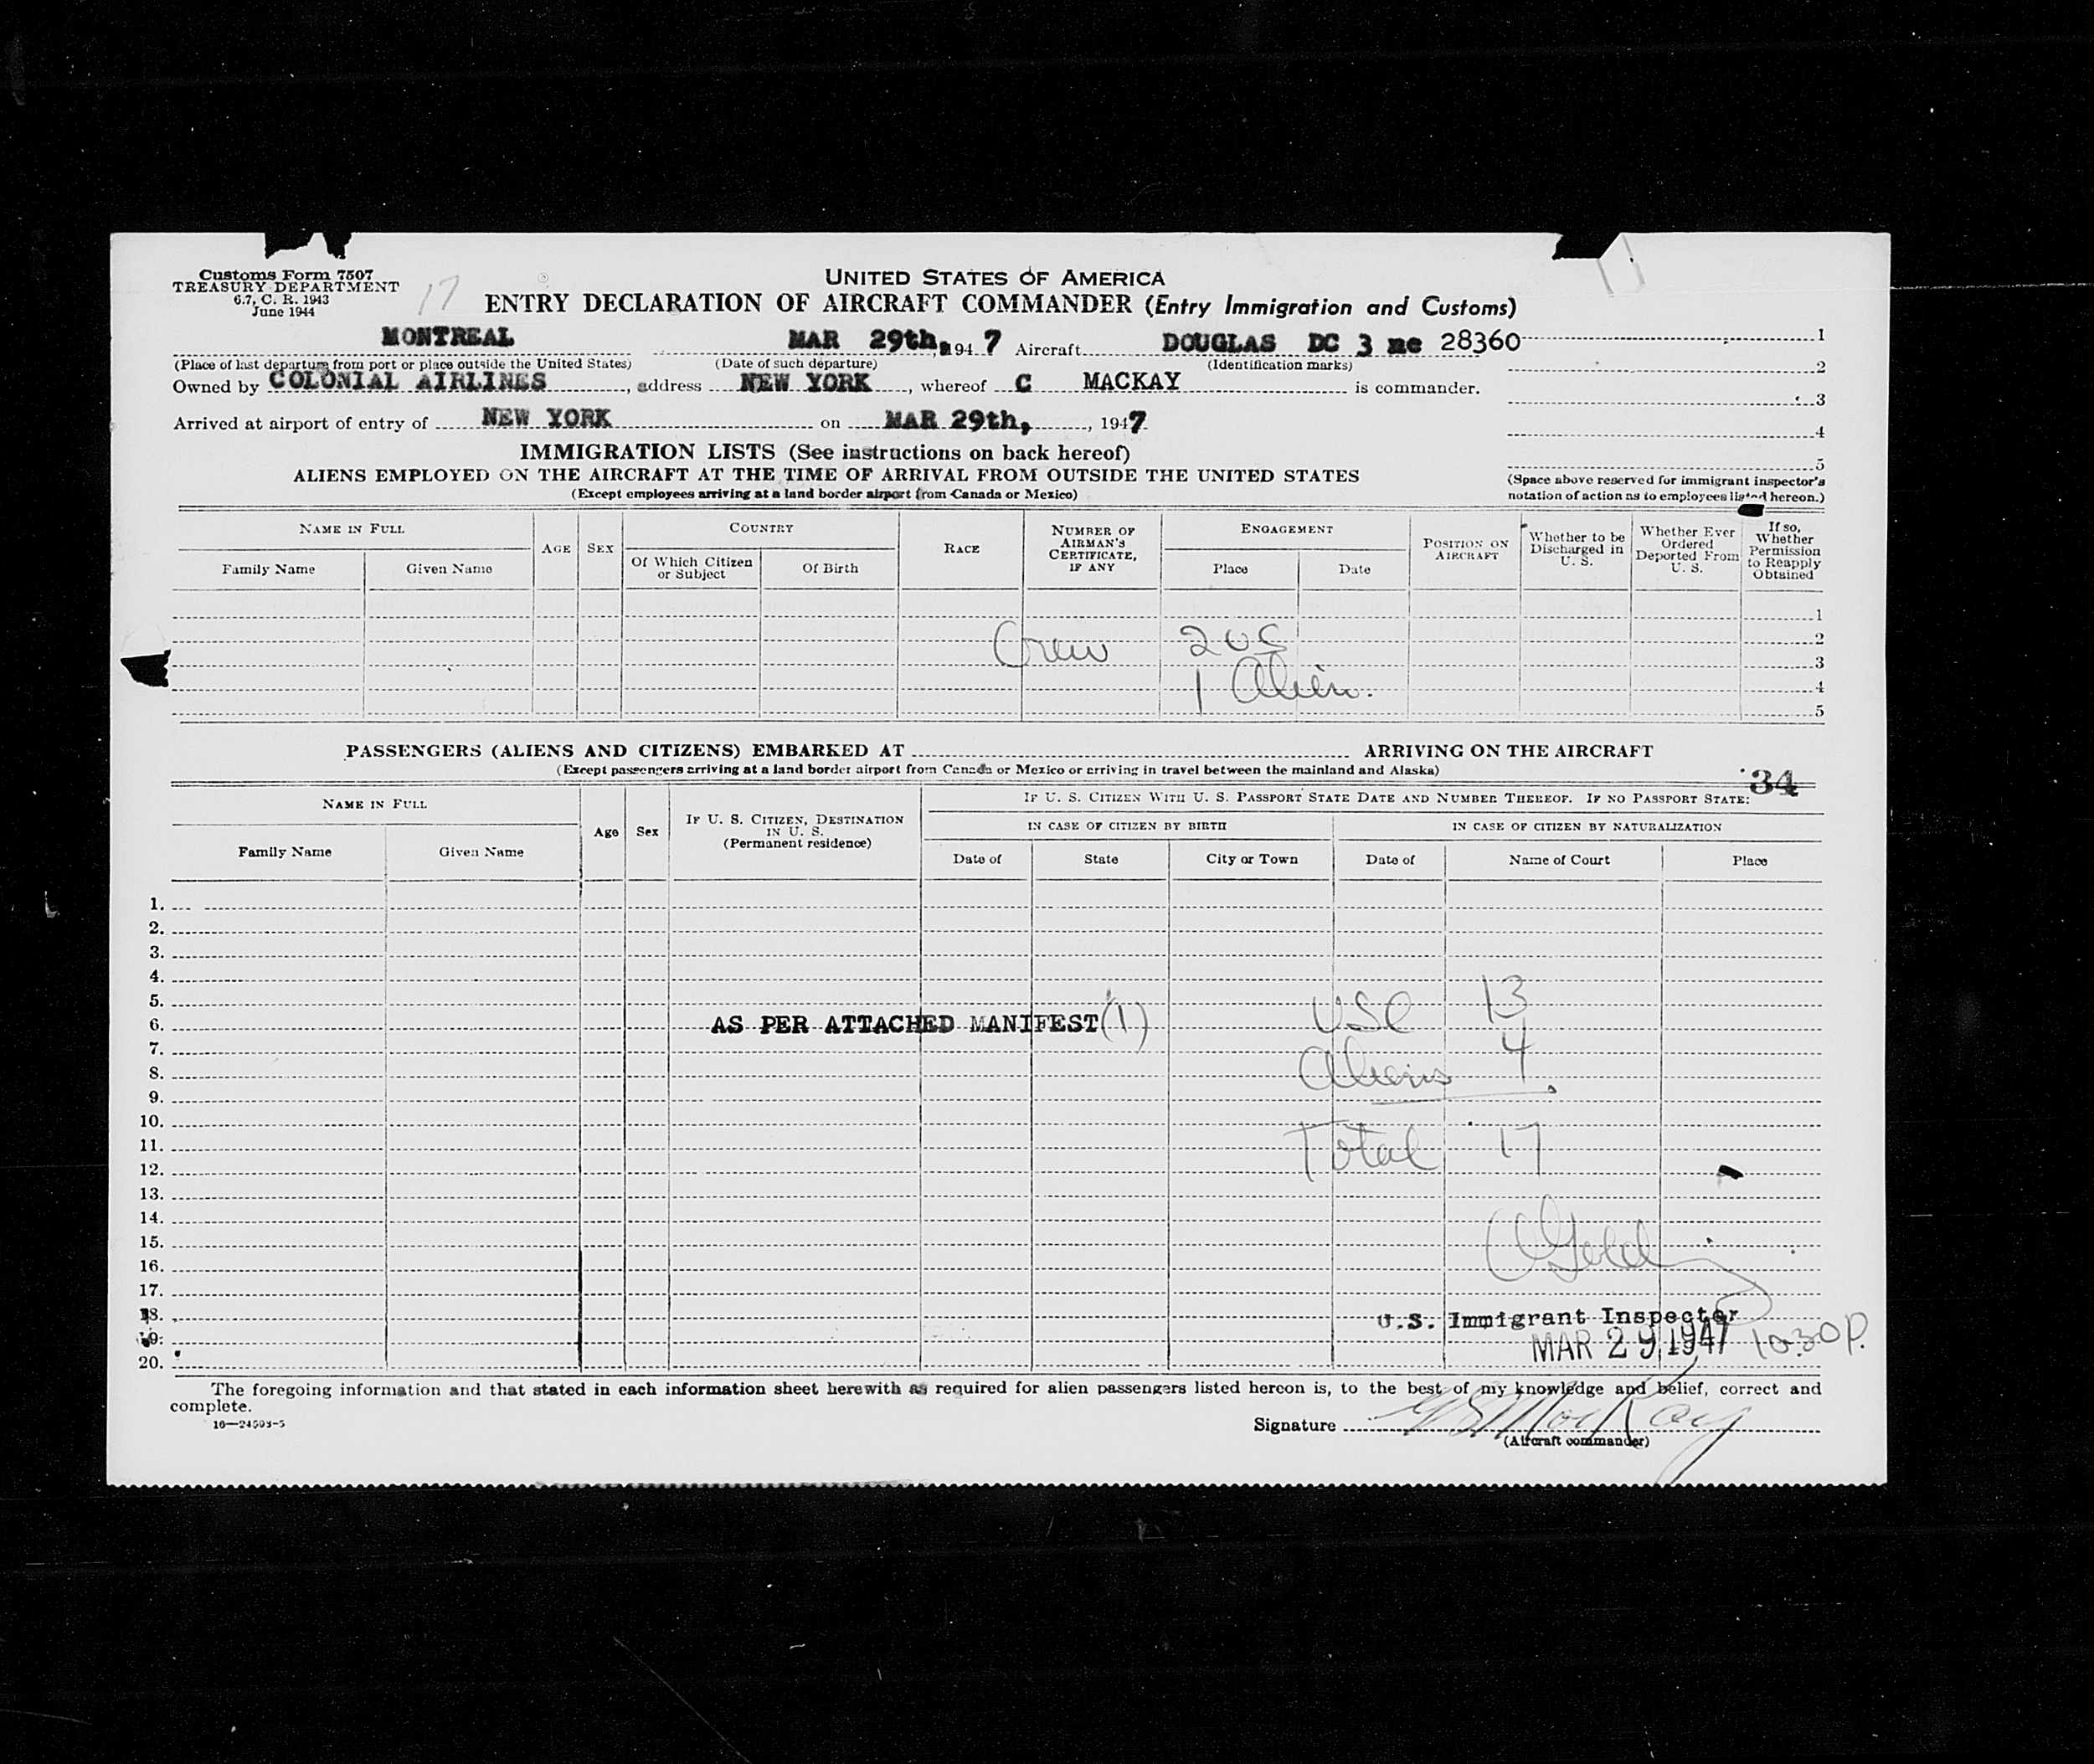 Customs Form 7507
TREASURY DEPARTMENT
6.7, C. R. 1943
June 1944
17
UNITED STATES OF AMERICA
ENTRY DECLARATION OF AIRCRAFT COMMANDER (Entry Immigration and Customs)
MONTREAL MAR 29th, 1947 Aircraft DOUGLAS DC 3 nc 28360
(Place of last departure from port or place outside the United States) (Date of such departure) (Identification marks)
Owned by COLONIAL AIRLINES, address NEW YORK, whereof C MACKAY is commander.
Arrived at airport of entry of NEW YORK on MAR 29th, 1947
1
2
3
4
5
(Space above reserved for immigrant inspector's
notation of action as to employees listed hereon.)
IMMIGRATION LISTS (See instructions on back hereof)
ALIENS EMPLOYED ON THE AIRCRAFT AT THE TIME OF ARRIVAL FROM OUTSIDE THE UNITED STATES
(Except employees arriving at a land border airport from Canada or Mexico)
NAME IN FULL
Family Name Given Name
AGE SEX
COUNTRY
Of Which Citizen or Subject Of Birth
RACE
NUMBER OF AIRMAN'S CERTIFICATE, IF ANY
ENGAGEMENT
Place Date
POSITION ON AIRCRAFT
Whether to be Discharged in U. S.
Whether Ever Ordered Deported From U. S.
If so, Whether Permission to Reapply Obtained
1
2
3
4
5
Crew 2 US
1 Alien.
PASSENGERS (ALIENS AND CITIZENS) EMBARKED AT ARRIVING ON THE AIRCRAFT
(Except passengers arriving at a land border airport from Canada or Mexico or arriving in travel between the mainland and Alaska)
34
NAME IN FULL
Family Name Given Name
Age Sex
IF U. S. CITIZEN, DESTINATION IN U. S.
(Permanent residence)
IF U. S. CITIZEN WITH U. S. PASSPORT STATE DATE AND NUMBER THEREOF. IF NO PASSPORT STATE:
IN CASE OF CITIZEN BY BIRTH IN CASE OF CITIZEN BY NATURALIZATION
Date of State City or Town Date of Name of Court Place
1.
2.
3.
4.
5. USC 13
6. AS PER ATTACHED MANIFEST (1)
7.
8. Aliens 4
9.
10.
11. Total 17
12.
13.
14.
15.
16.
17.
18. U.S. Immigrant Inspector
19. MAR 29 1947 10:30 P.
20.
The foregoing information and that stated in each information sheet herewith as required for alien passengers listed hereon is, to the best of my knowledge and belief, correct and
complete.
16—24593-5
Signature MacKay
(Aircraft commander)